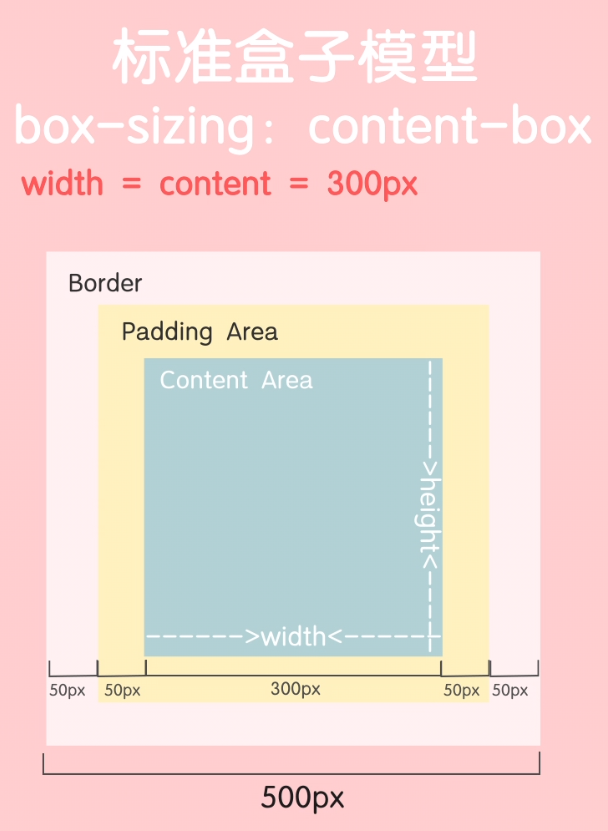 标准盒子模型
box-sizing: content-box
width = content = 300px
Border
Padding Area
Content Area
------>height<------
------>width<------
50px 50px 300px 50px 50px
500px